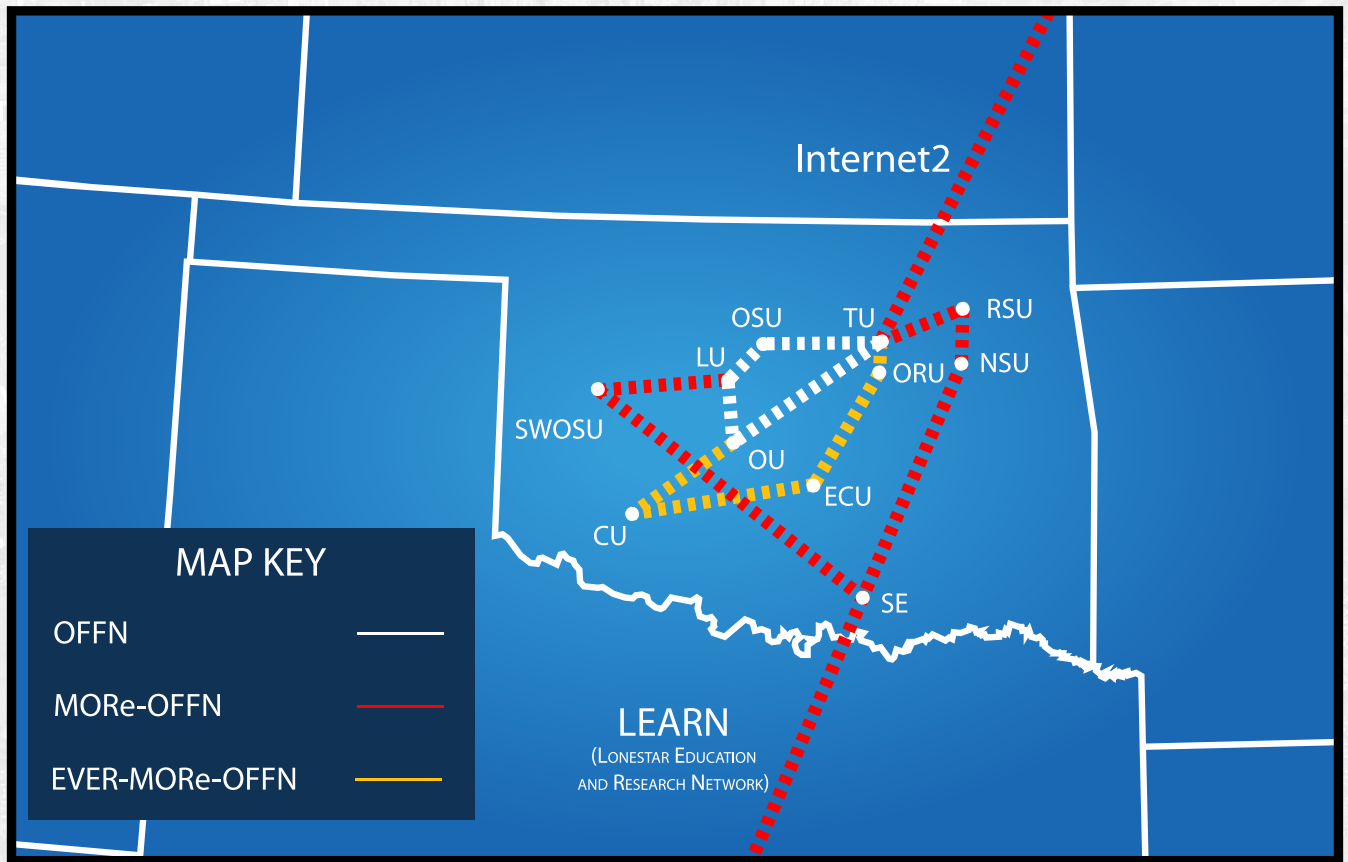 Internet2
OSU
TU
RSU
LU
ORU
NSU
SWOSU
OU
ECU
CU
SE
MAP KEY
OFFN
MORe-OFFN
EVER-MORe-OFFN
LEARN
(Lonestar Education
and Research Network)